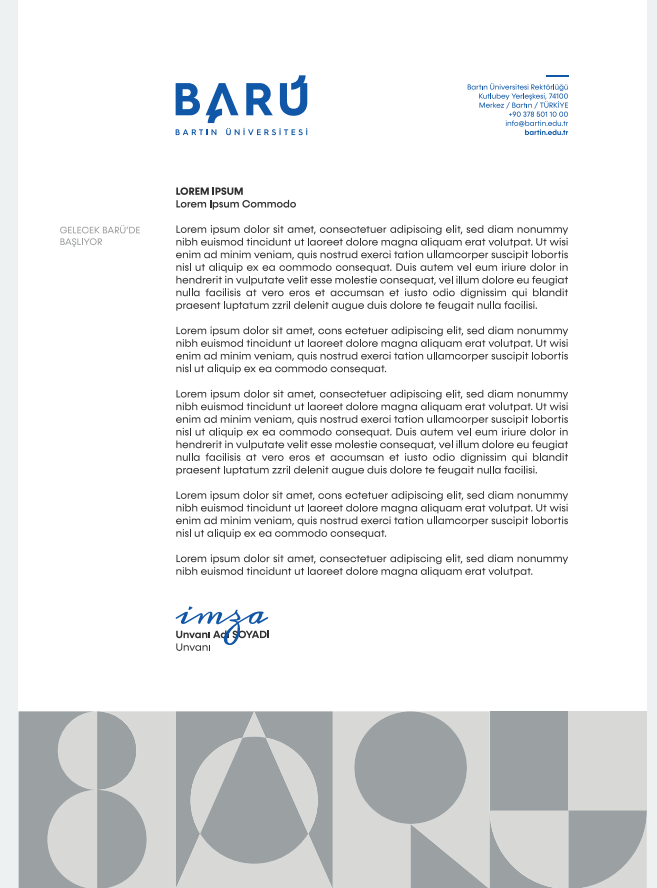 BARÜ
BARTIN ÜNİVERSİTESİ
Bartın Üniversitesi Rektörlüğü
Kutlubey Yerleşkesi, 74100
Merkez / Bartın / TÜRKİYE
+90 378 501 10 00
info@bartin.edu.tr
bartin.edu.tr
LOREM IPSUM
Lorem Ipsum Commodo
GELECEK BARÜ'DE
BAŞLIYOR
Lorem ipsum dolor sit amet, consectetuer adipiscing elit, sed diam nonummy
nibh euismod tincidunt ut laoreet dolore magna aliquam erat volutpat. Ut wisi
enim ad minim veniam, quis nostrud exerci tation ullamcorper suscipit lobortis
nisl ut aliquip ex ea commodo consequat. Duis autem vel eum iriure dolor in
hendrerit in vulputate velit esse molestie consequat, vel illum dolore eu feugiat
nulla facilisis at vero eros et accumsan et iusto odio dignissim qui blandit
praesent luptatum zzril delenit augue duis dolore te feugait nulla facilisi.
Lorem ipsum dolor sit amet, cons ectetuer adipiscing elit, sed diam nonummy
nibh euismod tincidunt ut laoreet dolore magna aliquam erat volutpat. Ut wisi
enim ad minim veniam, quis nostrud exerci tation ullamcorper suscipit lobortis
nisl ut aliquip ex ea commodo consequat.
Lorem ipsum dolor sit amet, consectetuer adipiscing elit, sed diam nonummy
nibh euismod tincidunt ut laoreet dolore magna aliquam erat volutpat. Ut wisi
enim ad minim veniam, quis nostrud exerci tation ullamcorper suscipit lobortis
nisl ut aliquip ex ea commodo consequat. Duis autem vel eum iriure dolor in
hendrerit in vulputate velit esse molestie consequat, vel illum dolore eu feugiat
nulla facilisis at vero eros et accumsan et iusto odio dignissim qui blandit
praesent luptatum zzril delenit augue duis dolore te feugait nulla facilisi.
Lorem ipsum dolor sit amet, cons ectetuer adipiscing elit, sed diam nonummy
nibh euismod tincidunt ut laoreet dolore magna aliquam erat volutpat. Ut wisi
enim ad minim veniam, quis nostrud exerci tation ullamcorper suscipit lobortis
nisl ut aliquip ex ea commodo consequat.
Lorem ipsum dolor sit amet, consectetuer adipiscing elit, sed diam nonummy
nibh euismod tincidunt ut laoreet dolore magna aliquam erat volutpat.
imza
Unvanı Adı SOYADI
Unvanı
BARU